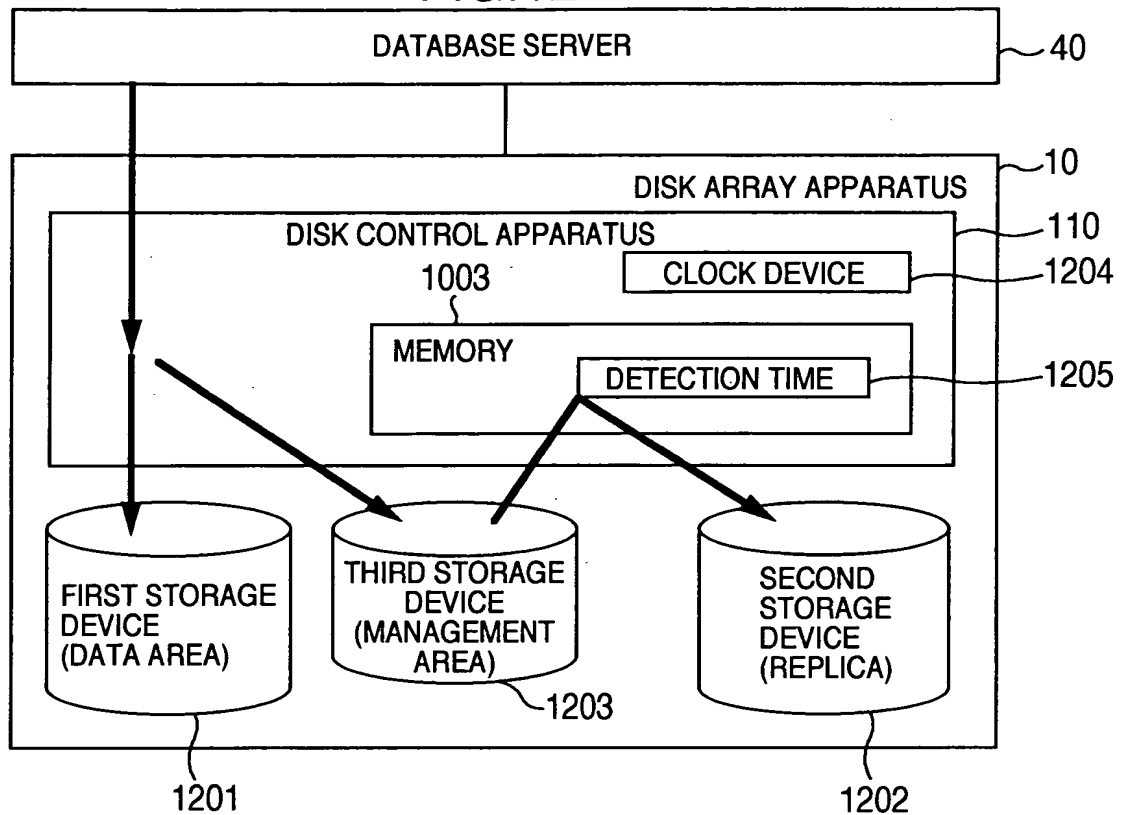 DATABASE SERVER
40
10
DISK ARRAY APPARATUS
110
DISK CONTROL APPARATUS
1204
CLOCK DEVICE
1003
MEMORY
DETECTION TIME
1205
FIRST STORAGE
DEVICE
(DATA AREA)
THIRD STORAGE
DEVICE
(MANAGEMENT
AREA)
SECOND
STORAGE
DEVICE
(REPLICA)
1203
1201
1202